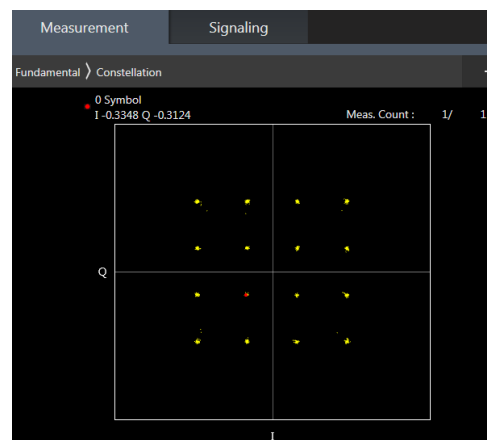 Measurement Signaling
Fundamental 〉 Constellation
0 Symbol
I -0.3348 Q -0.3124 Meas. Count : 1/ 1
Q
I